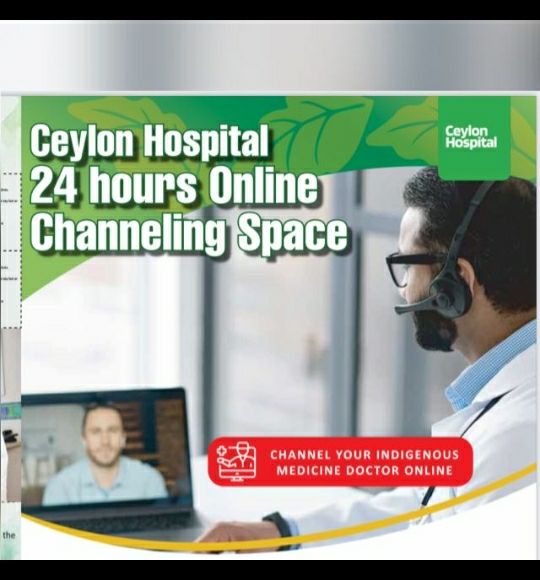 Ceylon Hospital
24 hours Online
Channeling Space
Ceylon
Hospital
CHANNEL YOUR INDIGENOUS
MEDICINE DOCTOR ONLINE
the